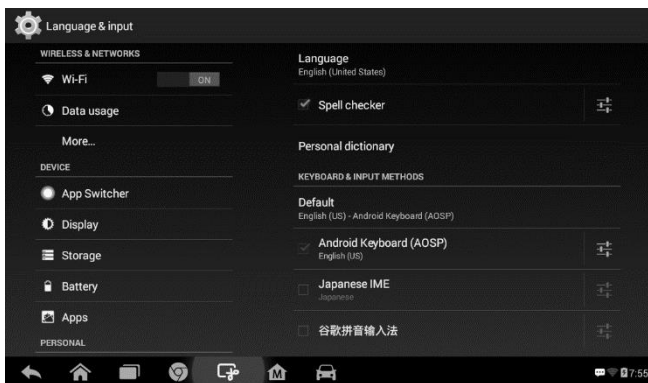 Language & input
WIRELESS & NETWORKS
Wi-Fi
ON
Data usage
More...
DEVICE
App Switcher
Display
Storage
Battery
Apps
PERSONAL
Language
English (United States)
Spell checker
Personal dictionary
KEYBOARD & INPUT METHODS
Default
English (US) - Android Keyboard (AOSP)
Android Keyboard (AOSP)
English (US)
Japanese IME
Japanese
谷歌拼音输入法
M
7:55